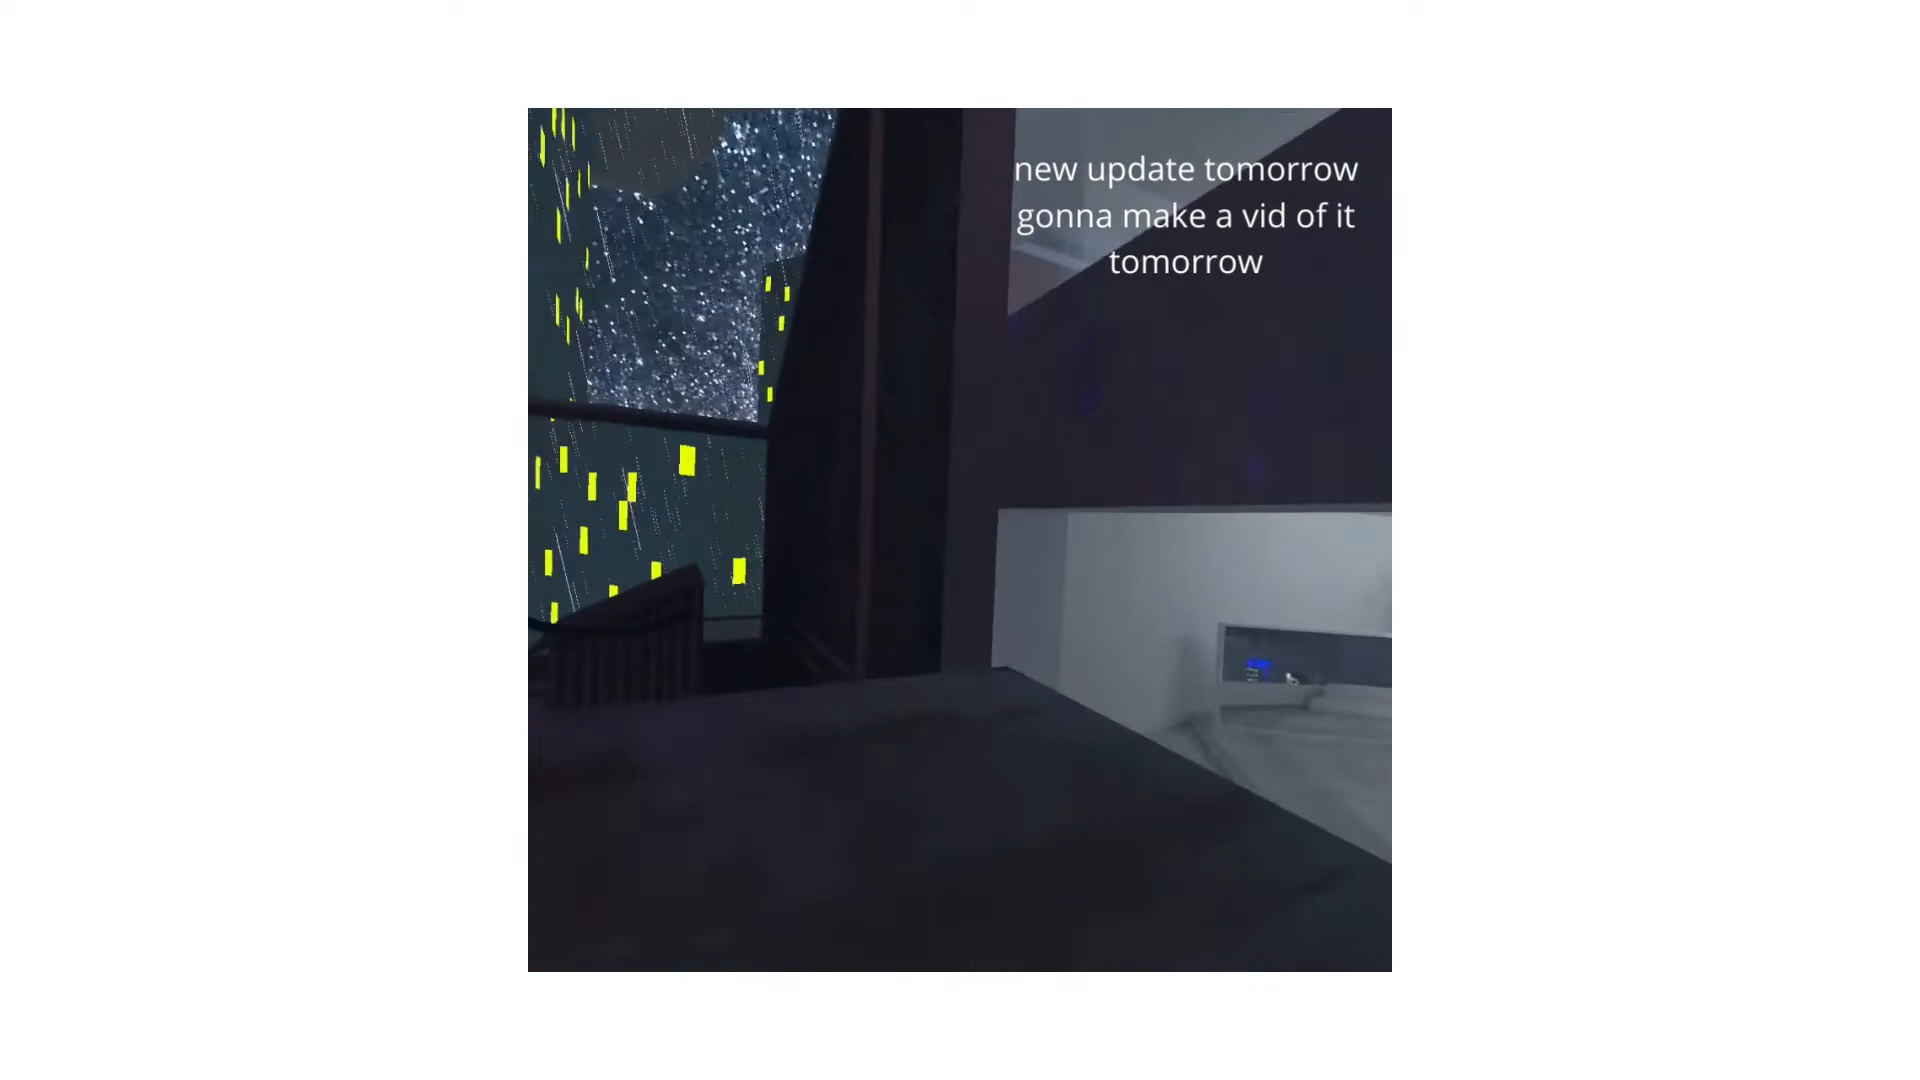 new update tomorrow
gonna make a vid of it
tomorrow